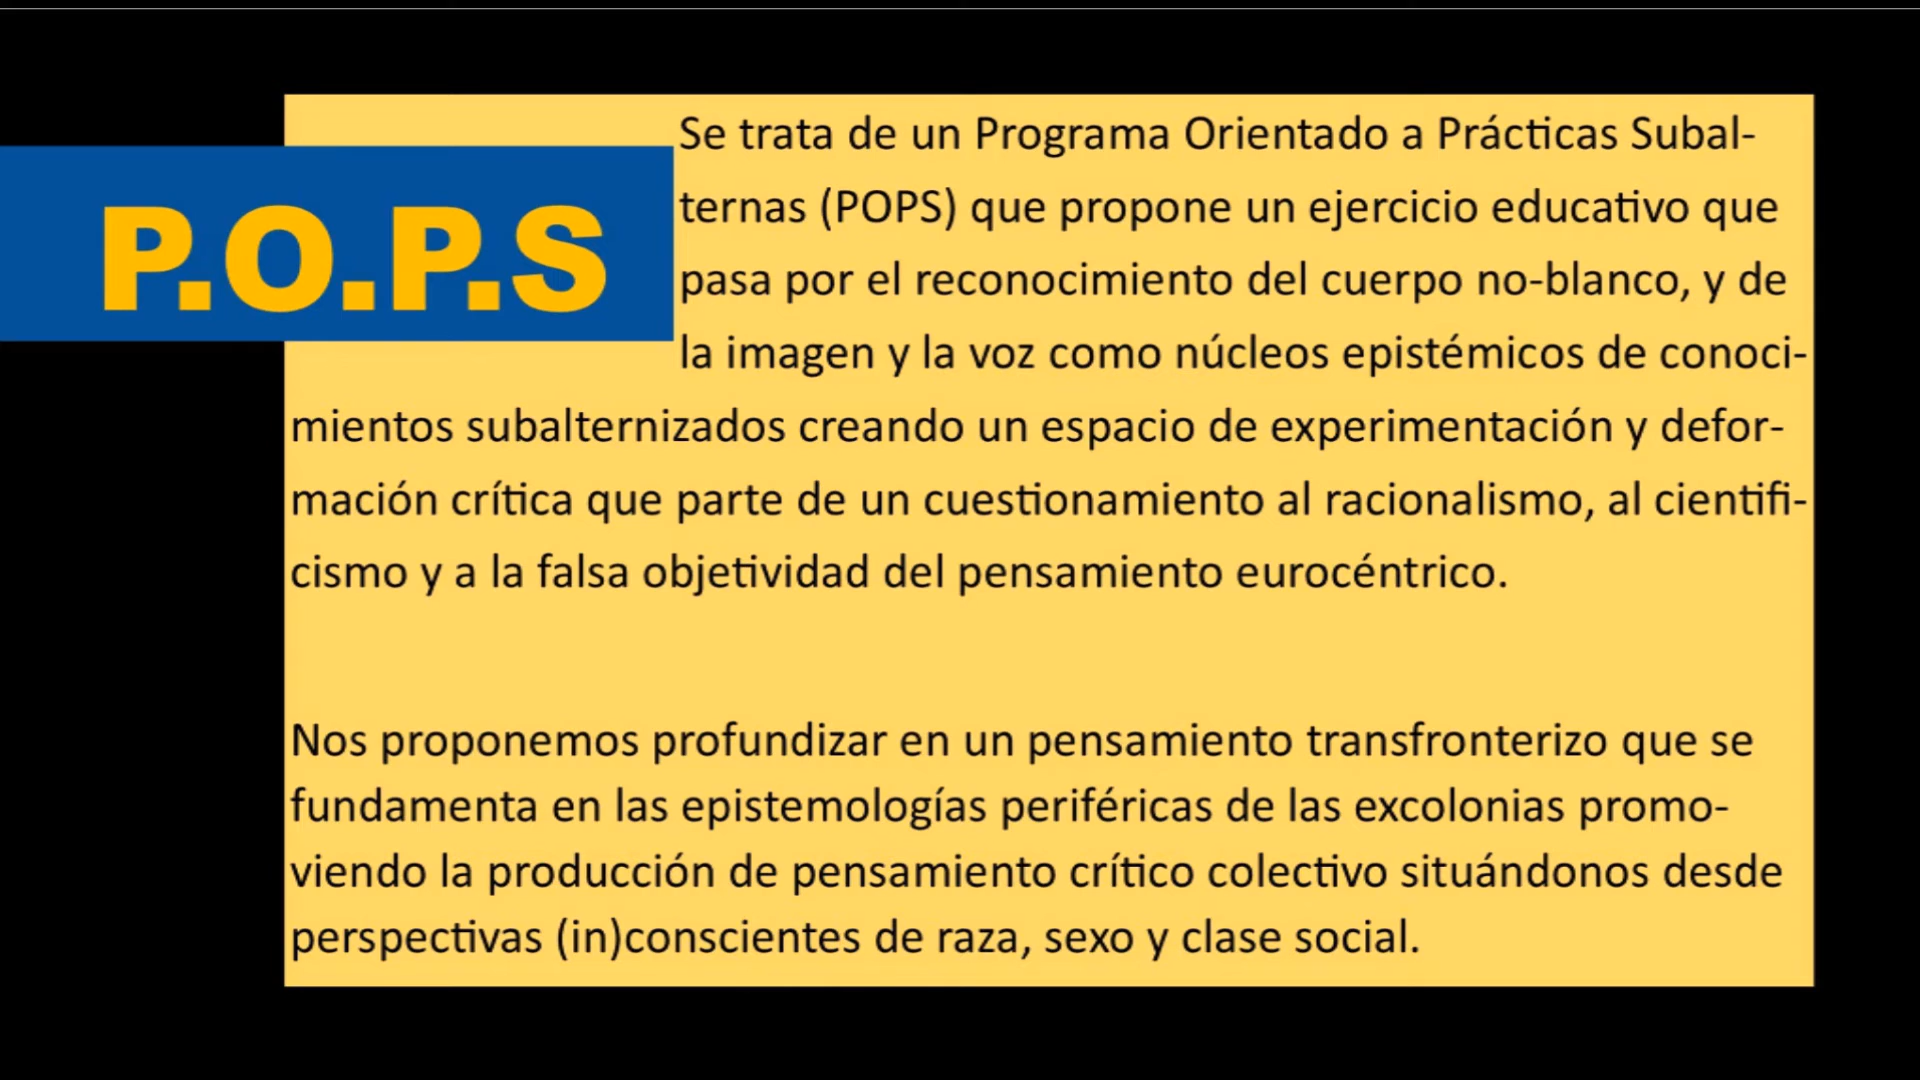 P.O.P.S
Se trata de un Programa Orientado a Prácticas Subal-
ternas (POPS) que propone un ejercicio educativo que
pasa por el reconocimiento del cuerpo no-blanco, y de
la imagen y la voz como núcleos epistémicos de conoci-
mientos subalternizados creando un espacio de experimentación y defor-
mación crítica que parte de un cuestionamiento al racionalismo, al cientifi-
cismo y a la falsa objetividad del pensamiento eurocéntrico.
Nos proponemos profundizar en un pensamiento transfronterizo que se
fundamenta en las epistemologías periféricas de las excolonias promo-
viendo la producción de pensamiento crítico colectivo situándonos desde
perspectivas (in)conscientes de raza, sexo y clase social.